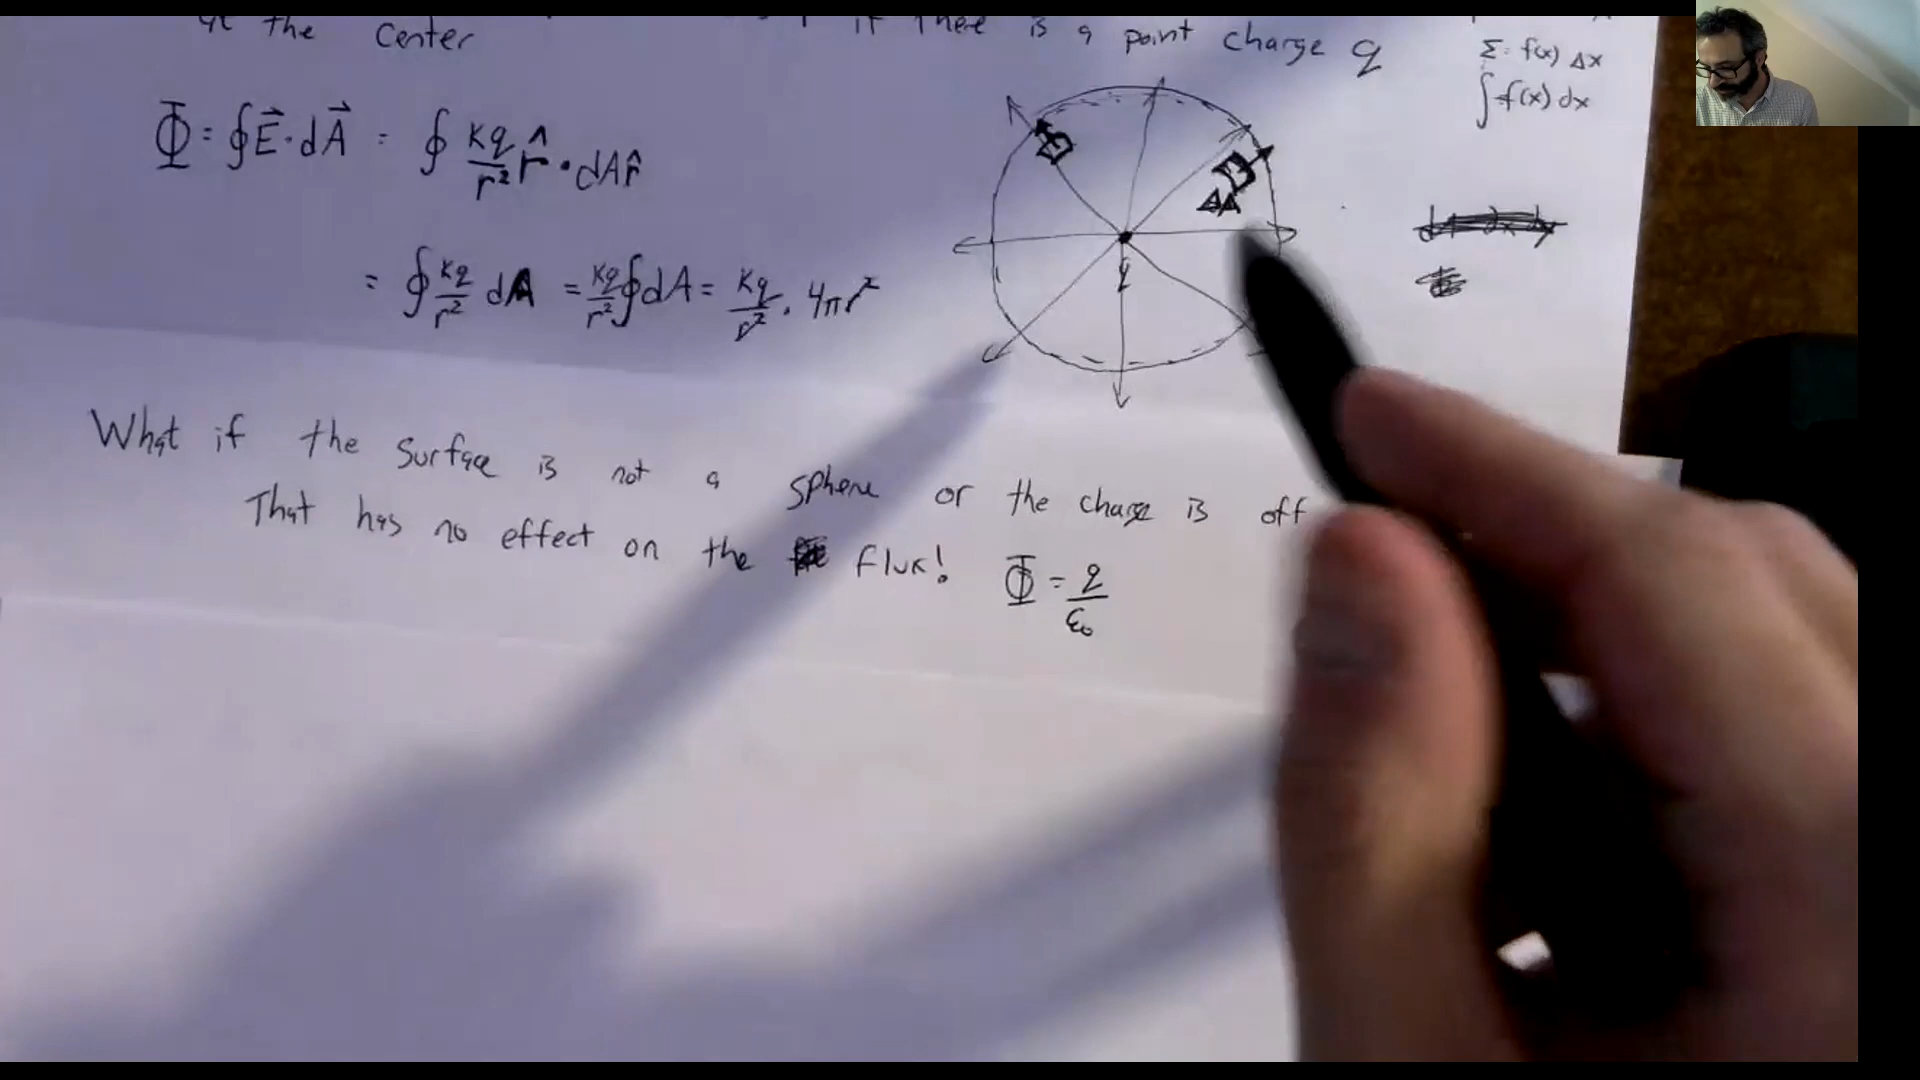 at the center
if there is a point charge q
Σ f(x) Δx
∫ f(x) dx
Φ = ∮ E⃗ · dA⃗ = ∮ kq/r² r̂ · dA r̂
ΔA
q
= ∮ kq/r² dA = kq/r² ∮ dA = kq/r² · 4πr²
What if the surface is not a sphere or the charge is off
That has no effect on the flux! Φ = q/ε₀